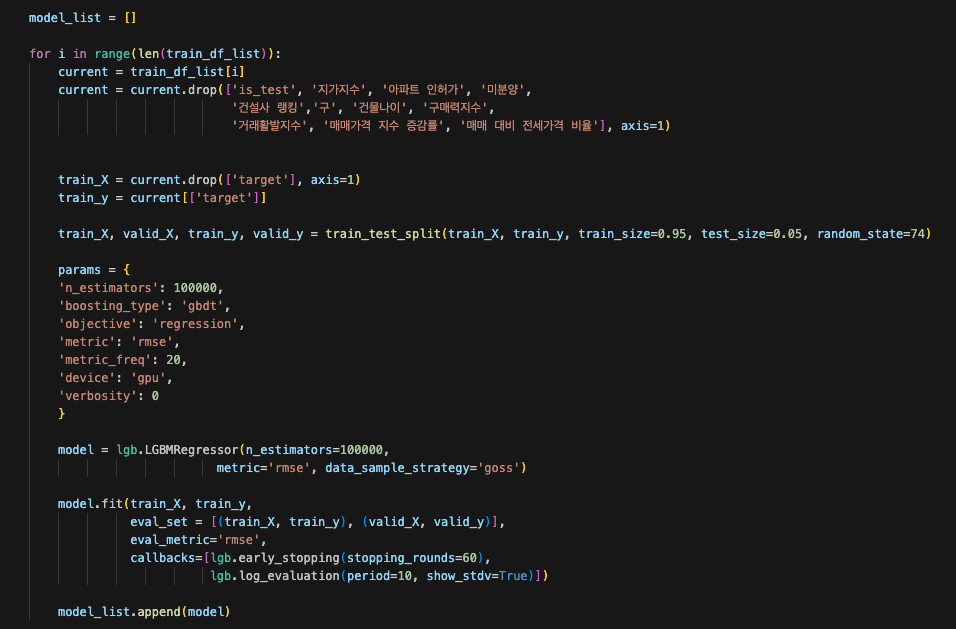 model_list = []
for i in range(len(train_df_list)):
current = train_df_list[i]
current = current.drop(['is_test', '지가지수', '아파트 인허가', '미분양',
'건설사 랭킹','구', '건물나이', '구매력지수',
'거래활발지수', '매매가격 지수 증감률', '매매 대비 전세가격 비율'], axis=1)
train_X = current.drop(['target'], axis=1)
train_y = current[['target']]
train_X, valid_X, train_y, valid_y = train_test_split(train_X, train_y, train_size=0.95, test_size=0.05, random_state=74)
params = {
'n_estimators': 100000,
'boosting_type': 'gbdt',
'objective': 'regression',
'metric': 'rmse',
'metric_freq': 20,
'device': 'gpu',
'verbosity': 0
}
model = lgb.LGBMRegressor(n_estimators=100000,
metric='rmse', data_sample_strategy='goss')
model.fit(train_X, train_y,
eval_set = [(train_X, train_y), (valid_X, valid_y)],
eval_metric='rmse',
callbacks=[lgb.early_stopping(stopping_rounds=60),
lgb.log_evaluation(period=10, show_stdv=True)])
model_list.append(model)